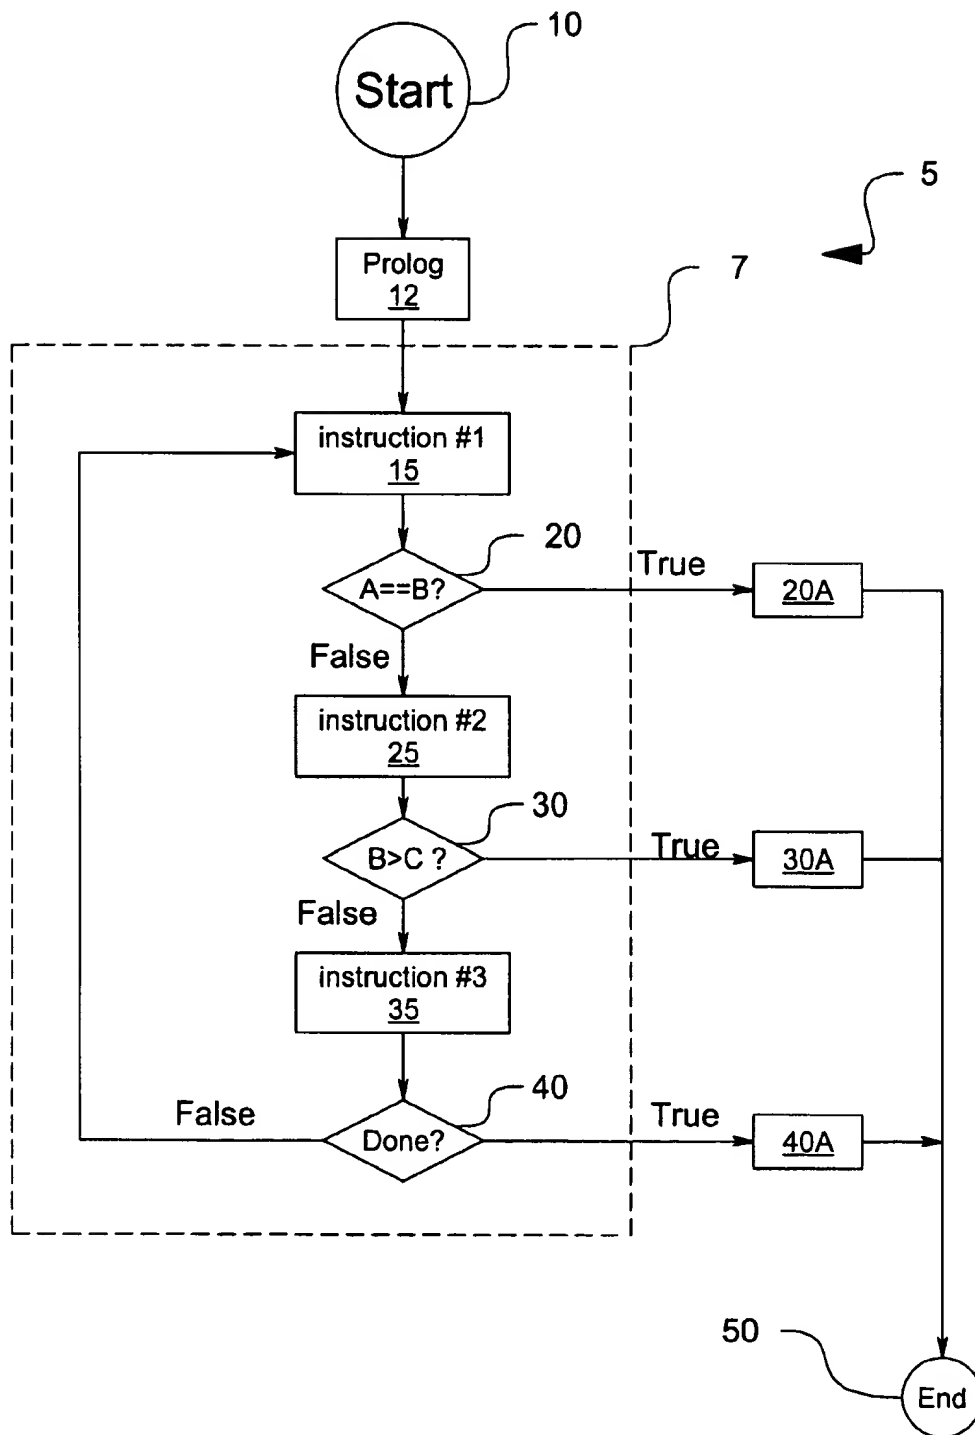 10
Start
5
Prolog
12
7
instruction #1
15
20
A==B?
True
20A
False
instruction #2
25
30
B>C ?
True
30A
False
instruction #3
35
40
False
Done?
True
40A
50
End